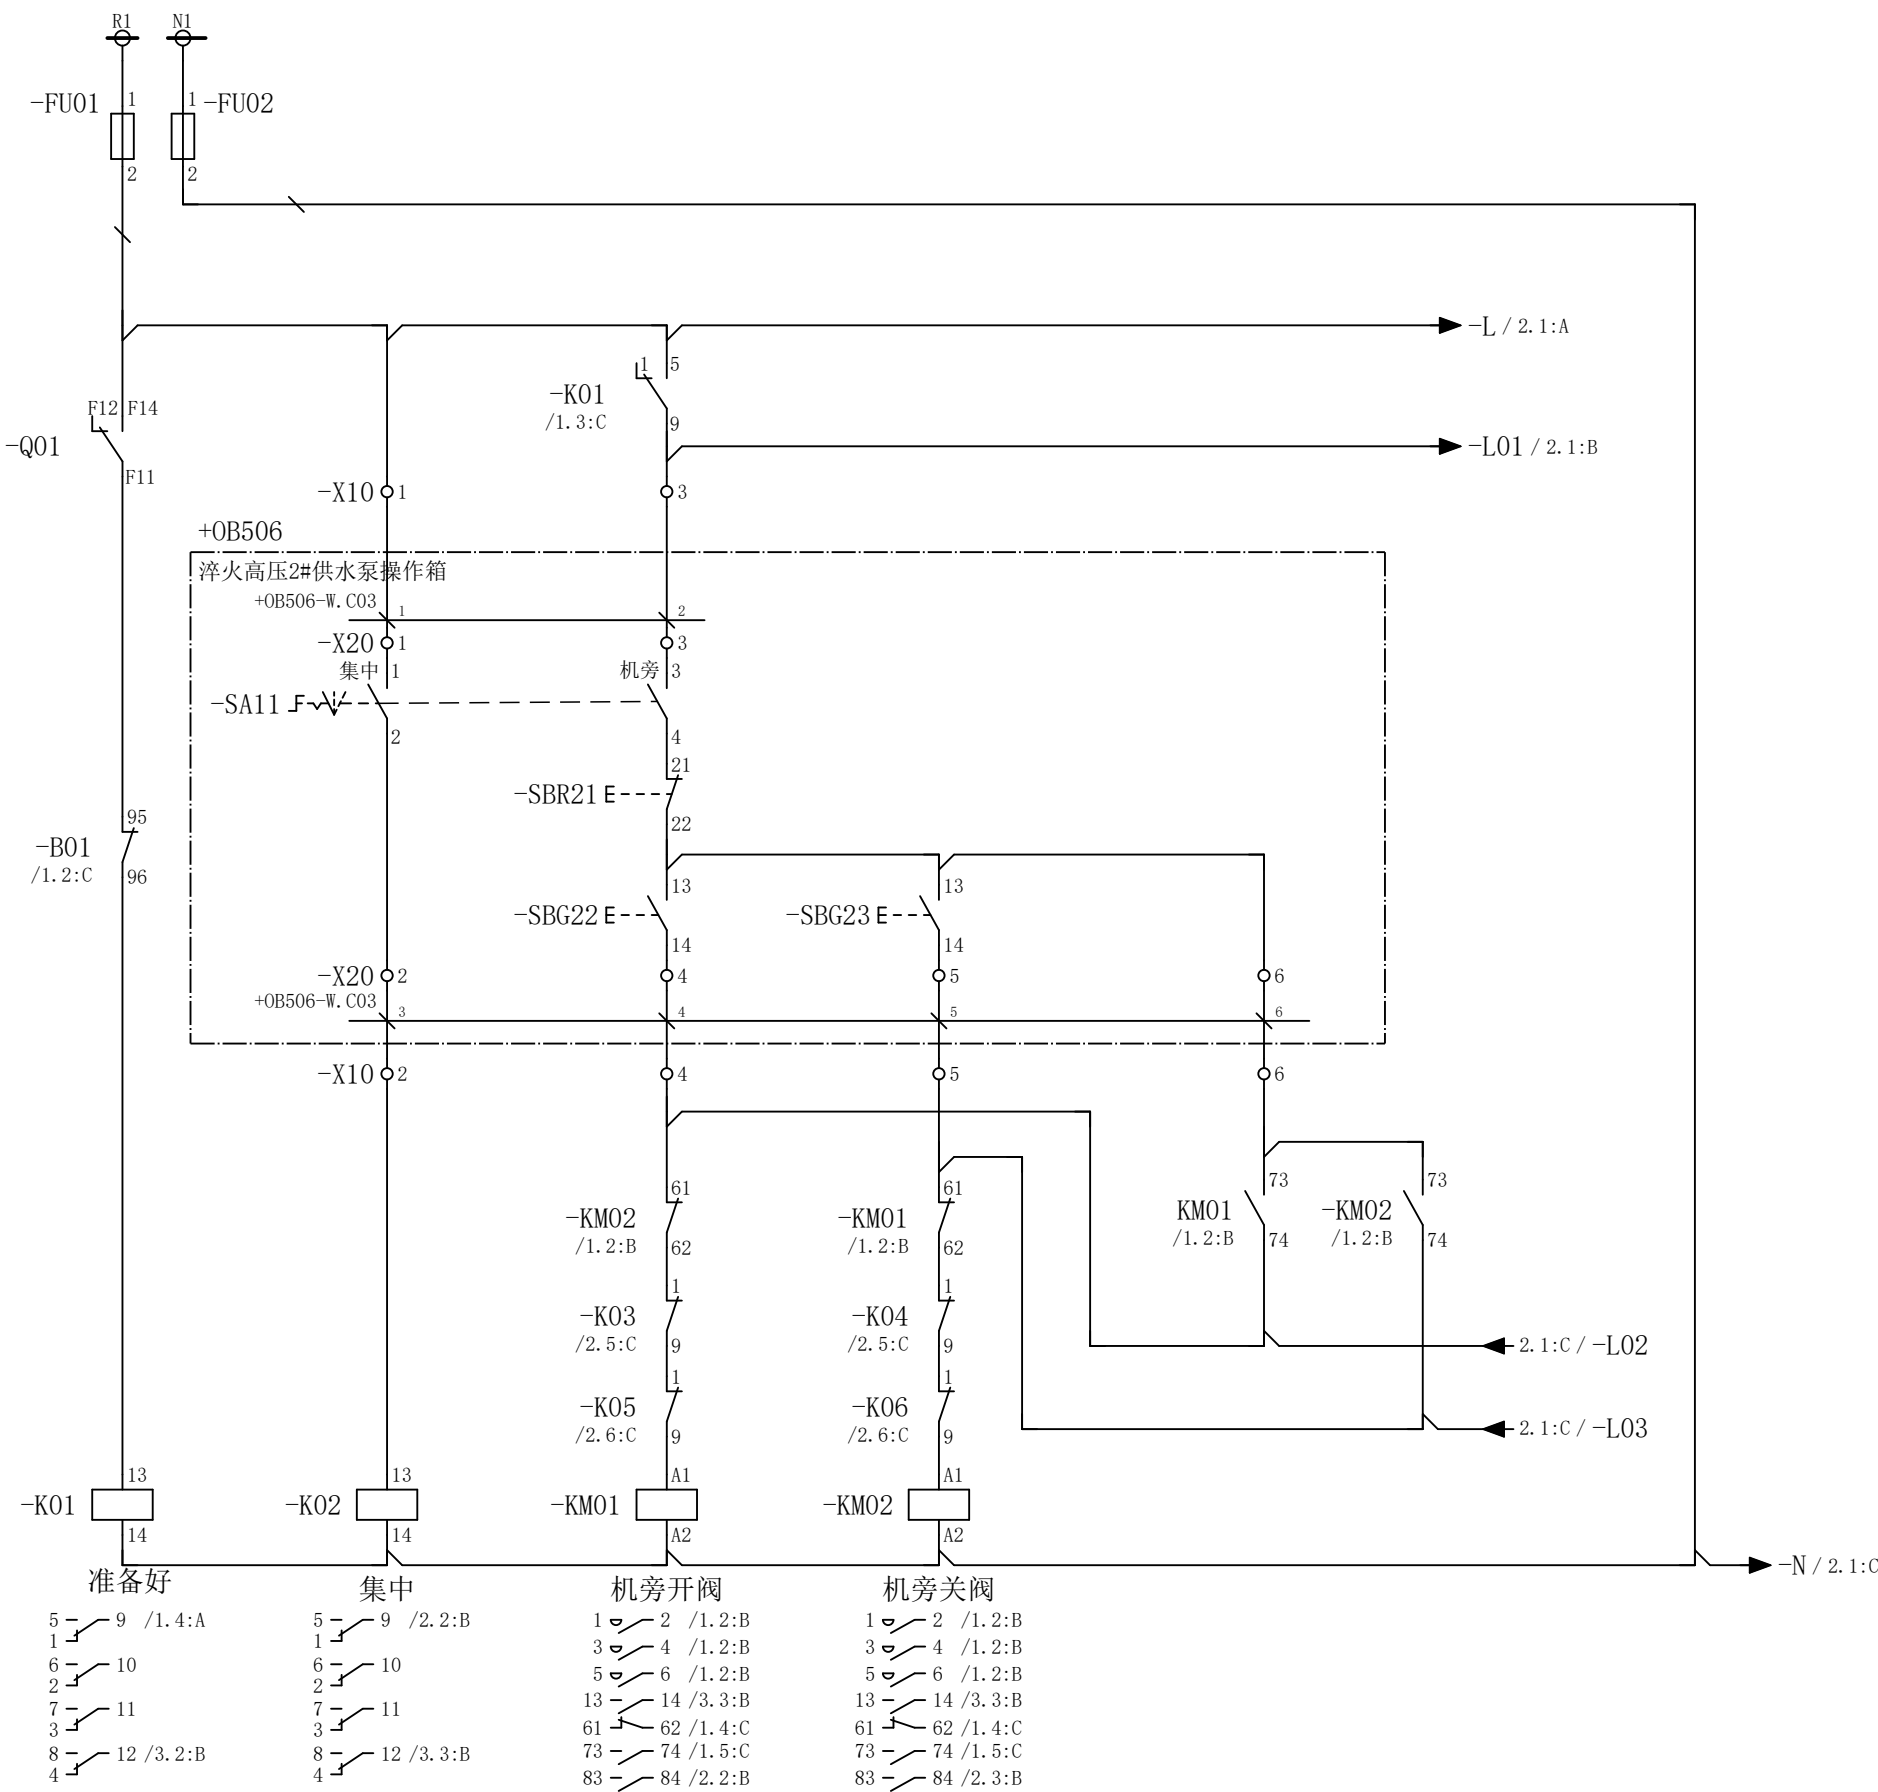 R1 N1
-FU01 1 1 -FU02
2 2
-L / 2.1:A
1 5
-K01
/1.3:C
9
F12 F14
-Q01
F11
-L01 / 2.1:B
-X10 1 3
+OB506
淬火高压2#供水泵操作箱
+OB506-W.C03 1 2
-X20 1 3
集中 1 机旁 3
-SA11
2 4
21
-SBR21
22
95
-B01
/1.2:C 96
13 13
-SBG22 -SBG23
14 14
-X20 2 4 5 6
+OB506-W.C03 3 4 5 6
-X10 2 4 5 6
61 61 73 73
-KM02 -KM01 KM01 -KM02
/1.2:B /1.2:B /1.2:B /1.2:B
62 62 74 74
1 1
-K03 -K04
/2.5:C /2.5:C
9 9
2.1:C / -L02
1 1
-K05 -K06
/2.6:C /2.6:C
9 9
2.1:C / -L03
13 13 A1 A1
-K01 -K02 -KM01 -KM02
14 14 A2 A2
-N / 2.1:C
准备好 集中 机旁开阀 机旁关阀
5 9 /1.4:A
1
6 10
2
7 11
3
8 12 /3.2:B
4
5 9 /2.2:B
1
6 10
2
7 11
3
8 12 /3.3:B
4
1 2 /1.2:B
3 4 /1.2:B
5 6 /1.2:B
13 14 /3.3:B
61 62 /1.4:C
73 74 /1.5:C
83 84 /2.2:B
1 2 /1.2:B
3 4 /1.2:B
5 6 /1.2:B
13 14 /3.3:B
61 62 /1.4:C
73 74 /1.5:C
83 84 /2.3:B